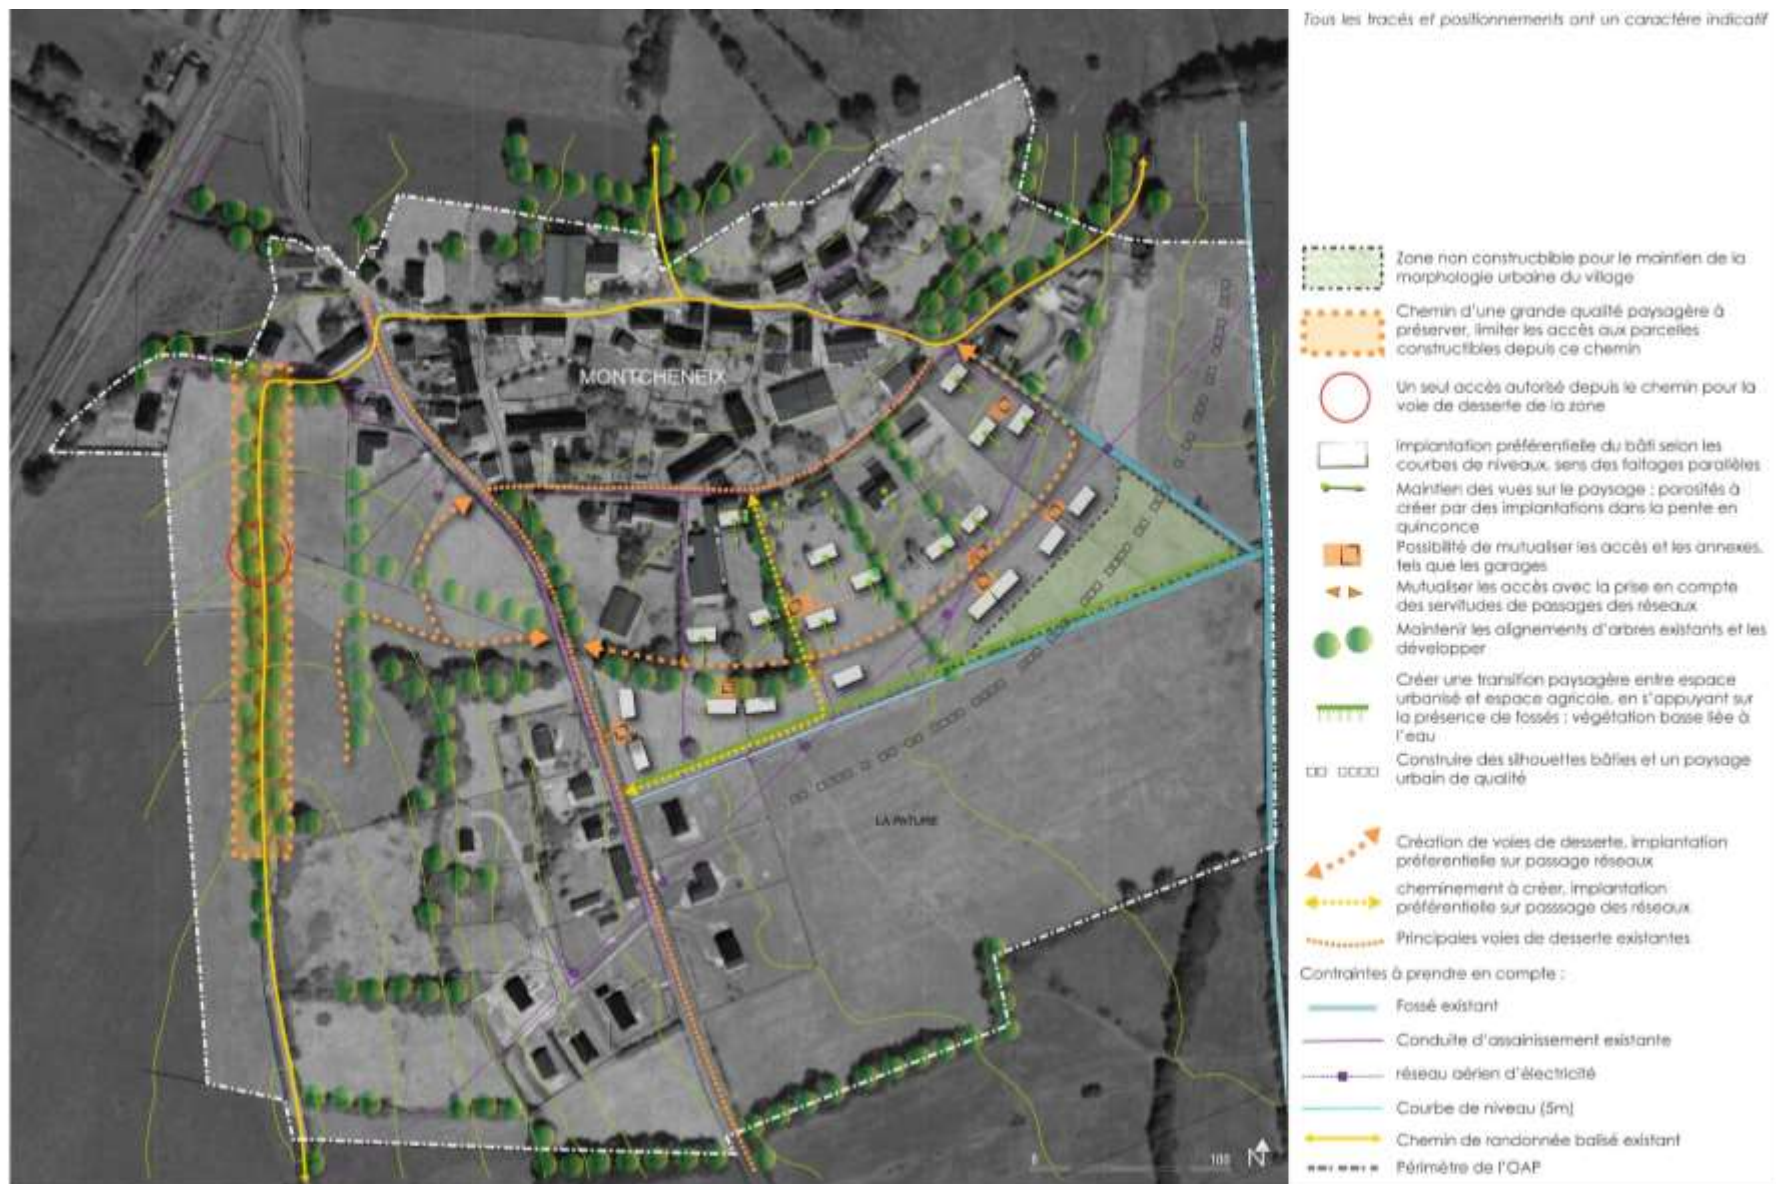 Tous les tracés et positionnements ont un caractère indicatif
Zone non constructbible pour le maintien de la
morphologie urbaine du village
Chemin d'une grande qualité paysagère à
préserver, limiter les accès aux parcelles
constructibles depuis ce chemin
Un seul accès autorisé depuis le chemin pour la
voie de desserte de la zone
Implantation préférentielle du bâti selon les
courbes de niveaux, sens des faîtages parallèles
Maintien des vues sur le paysage : porosités à
créer par des implantations dans la pente en
quinconce
Possibilité de mutualiser les accès et les annexes,
tels que les garages
Mutualiser les accès avec la prise en compte
des servitudes de passages des réseaux
Maintenir les alignements d'arbres existants et les
développer
Créer une transition paysagère entre espace
urbanisé et espace agricole, en s'appuyant sur
la présence de fossés : végétation basse liée à
l'eau
Construire des silhouettes bâties et un paysage
urbain de qualité
Création de voies de desserte, implantation
préferentielle sur passage réseaux
cheminement à créer, implantation
préférentielle sur passsage des réseaux
Principales voies de desserte existantes
Contraintes à prendre en compte :
Fossé existant
Conduite d'assainissement existante
réseau aérien d'électricité
Courbe de niveau (5m)
Chemin de randonnée balisé existant
Périmètre de l'OAP
MONTCHENEIX
LA PATURE
0 100 N